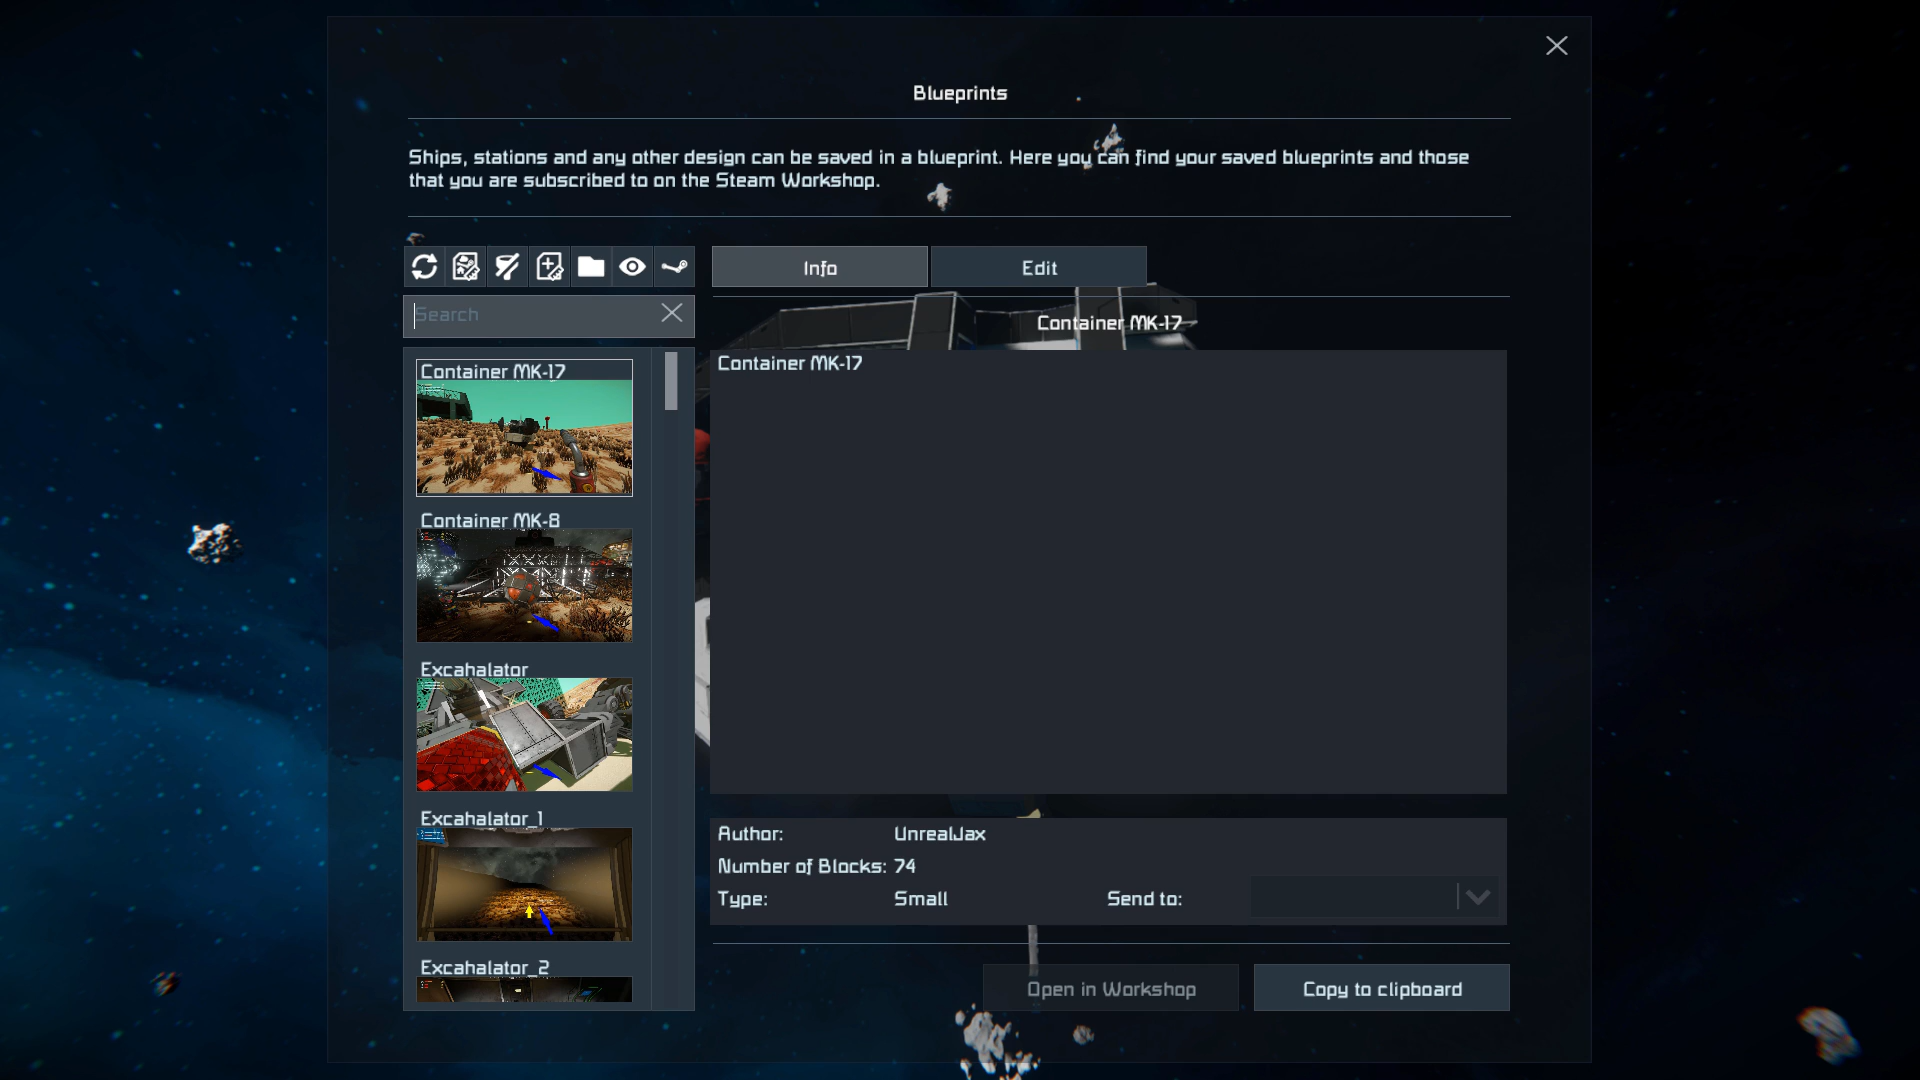 Blueprints
Ships, stations and any other design can be saved in a blueprint. Here you can find your saved blueprints and those
that you are subscribed to on the Steam Workshop.
Info
Edit
Search
Container MK-17
Container MK-17
Container MK-17
Container MK-8
Excahalator
Excahalator_1
Excahalator_2
Author: UnrealJax
Number of Blocks: 74
Type: Small
Send to:
Open in Workshop
Copy to clipboard